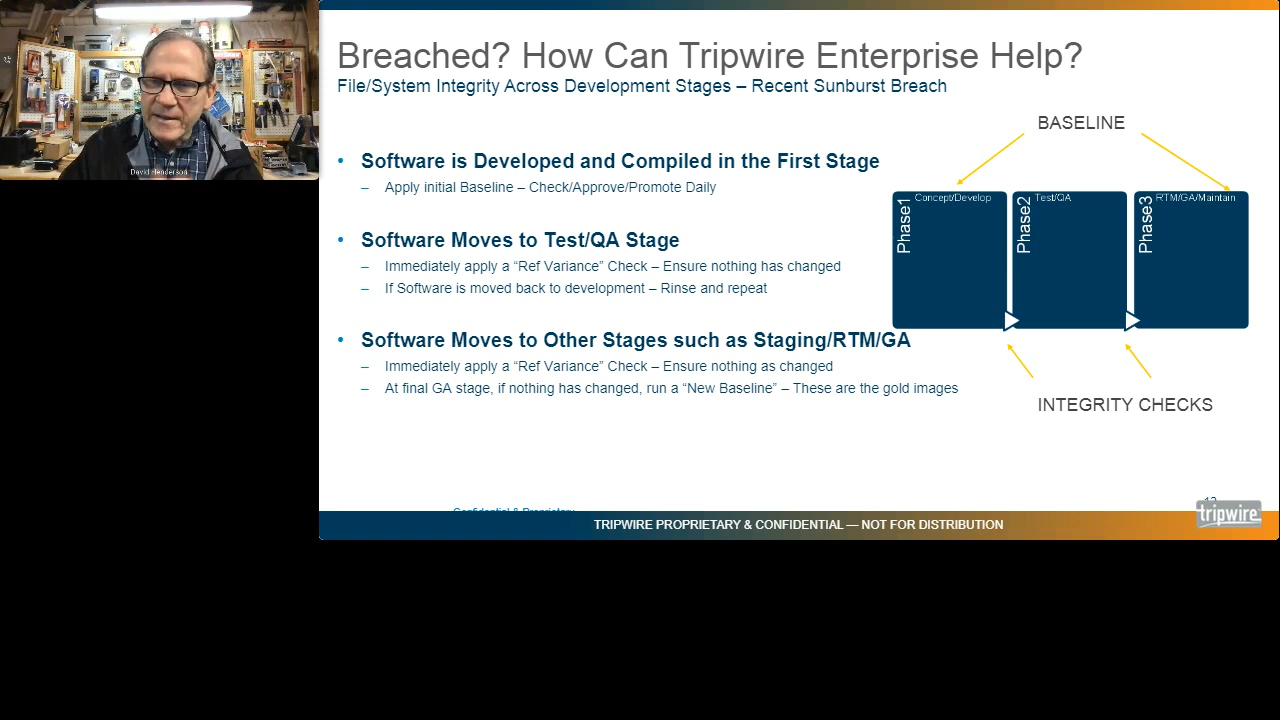 David Henderson
Breached? How Can Tripwire Enterprise Help?
File/System Integrity Across Development Stages – Recent Sunburst Breach
• Software is Developed and Compiled in the First Stage
– Apply initial Baseline – Check/Approve/Promote Daily
• Software Moves to Test/QA Stage
– Immediately apply a “Ref Variance” Check – Ensure nothing has changed
– If Software is moved back to development – Rinse and repeat
• Software Moves to Other Stages such as Staging/RTM/GA
– Immediately apply a “Ref Variance” Check – Ensure nothing as changed
– At final GA stage, if nothing has changed, run a “New Baseline” – These are the gold images
BASELINE
Phase1
Concept/Develop
Phase2
Test/QA
Phase3
RTM/GA/Maintain
INTEGRITY CHECKS
Confidential & Proprietary
TRIPWIRE PROPRIETARY & CONFIDENTIAL — NOT FOR DISTRIBUTION
tripwire